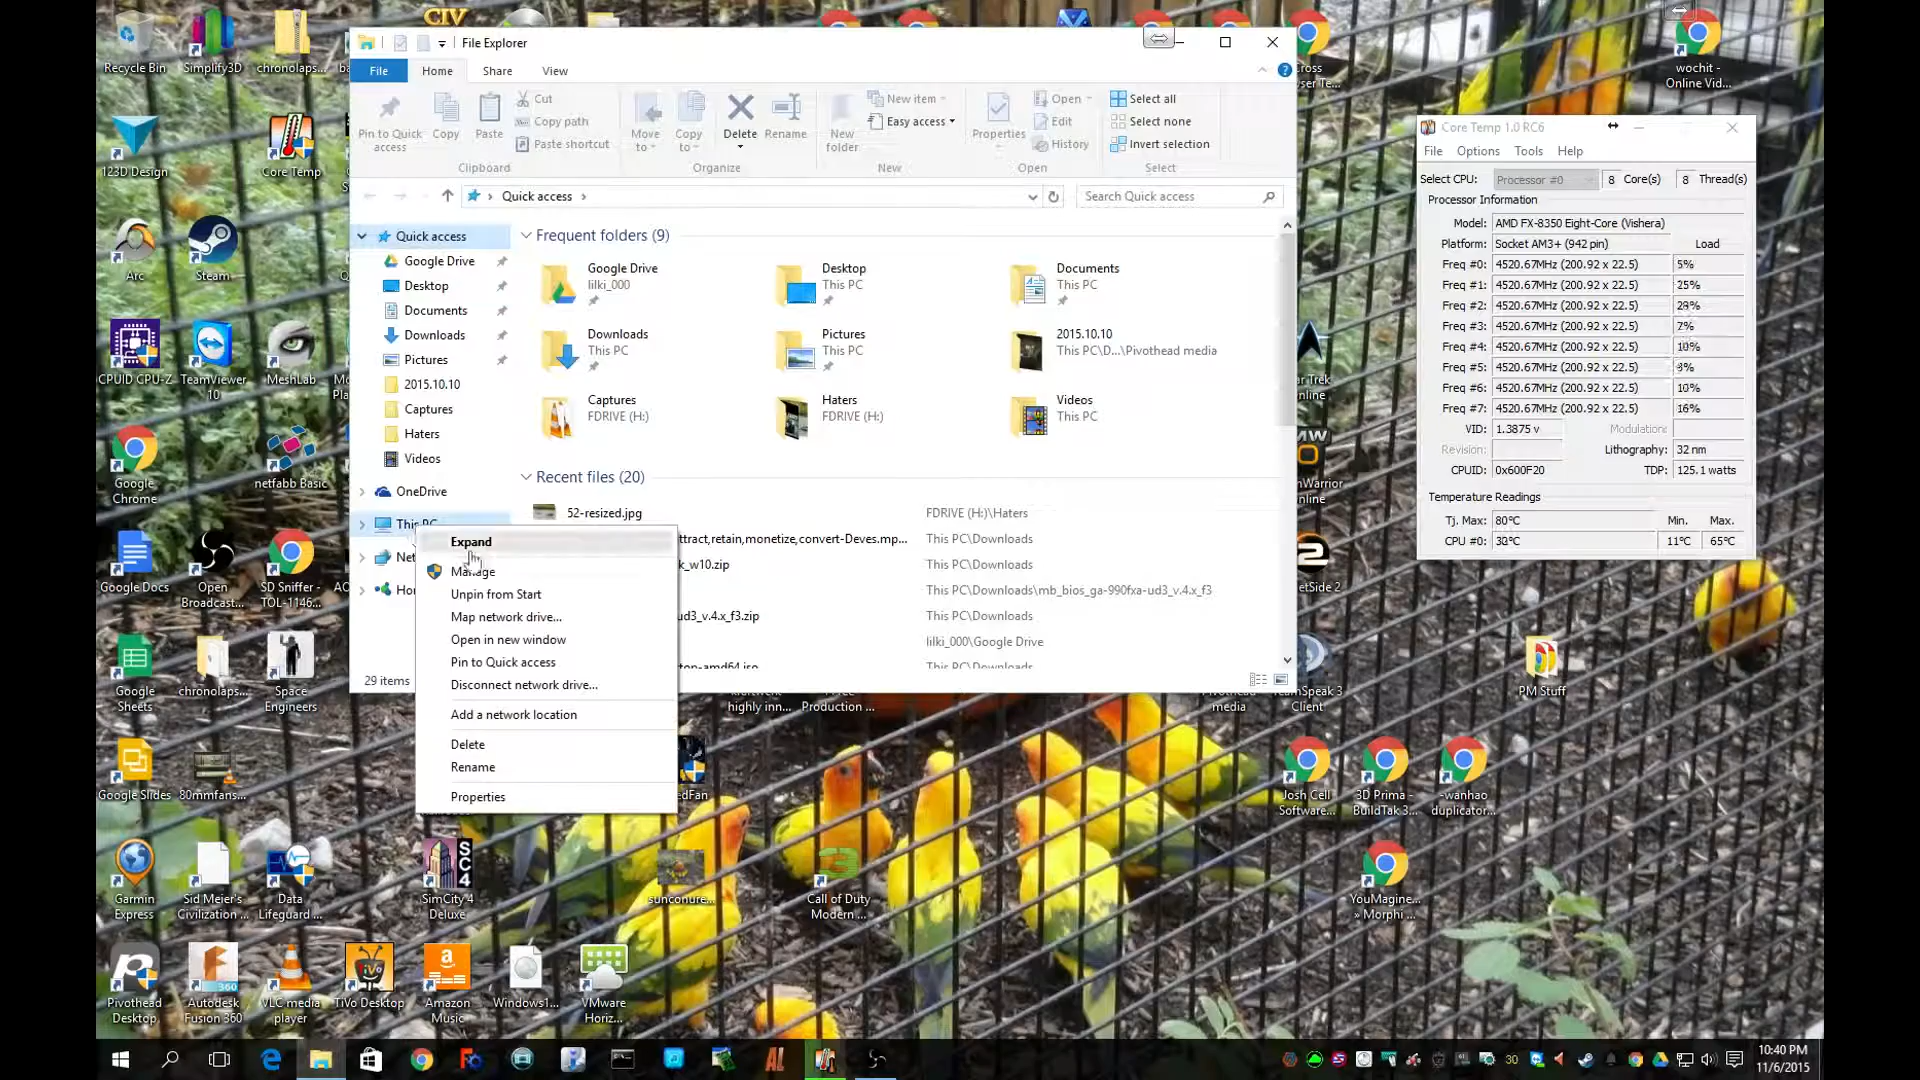 CIV
File Explorer
File
Home
Share
View
Pin to Quick access
Copy
Paste
Cut
Copy path
Paste shortcut
Clipboard
Move to
Copy to
Delete
Rename
Organize
New folder
New item
Easy access
New
Properties
Open
Edit
History
Open
Select all
Select none
Invert selection
Select
Quick access
Search Quick access
Quick access
Google Drive
Desktop
Documents
Downloads
Pictures
2015.10.10
Captures
Haters
Videos
OneDrive
This PC
29 items
Frequent folders (9)
Google Drive
lilki_000
Desktop
This PC
Documents
This PC
Downloads
This PC
Pictures
This PC
2015.10.10
This PC\D...\Pivothead media
Captures
FDRIVE (H:)
Haters
FDRIVE (H:)
Videos
This PC
Recent files (20)
52-resized.jpg
FDRIVE (H:)\Haters
ttract,retain,monetize,convert-Deves.mp...
This PC\Downloads
k_w10.zip
This PC\Downloads
This PC\Downloads\mb_bios_ga-990fxa-ud3_v.4.x_f3
ud3_v.4.x_f3.zip
This PC\Downloads
lilki_000\Google Drive
top-amd64.iso
This PC\Downloads
Expand
Manage
Unpin from Start
Map network drive...
Open in new window
Pin to Quick access
Disconnect network drive...
Add a network location
Delete
Rename
Properties
Core Temp 1.0 RC6
File
Options
Tools
Help
Select CPU:
Processor #0
8
Core(s)
8
Thread(s)
Processor Information
Model:
AMD FX-8350 Eight-Core (Vishera)
Platform:
Socket AM3+ (942 pin)
Load
Freq #0:
4520.67MHz (200.92 x 22.5)
5%
Freq #1:
4520.67MHz (200.92 x 22.5)
25%
Freq #2:
4520.67MHz (200.92 x 22.5)
Freq #3:
4520.67MHz (200.92 x 22.5)
7%
Freq #4:
4520.67MHz (200.92 x 22.5)
Freq #5:
4520.67MHz (200.92 x 22.5)
Freq #6:
4520.67MHz (200.92 x 22.5)
10%
Freq #7:
4520.67MHz (200.92 x 22.5)
16%
VID:
1.3875 v
Modulation:
Revision:
Lithography:
32 nm
CPUID:
0x600F20
TDP:
125.1 watts
Temperature Readings
Tj. Max:
80°C
Min.
Max.
CPU #0:
11°C
65°C
Recycle Bin
Simplify3D
chronolaps...
123D Design
Core Temp
Arc
Steam
CPUID CPU-Z
TeamViewer 10
MeshLab
Google Chrome
netfabb Basic
Google Docs
Open Broadcast...
SD Sniffer - TOL-1146...
Google Sheets
chronolaps...
Space Engineers
Google Slides
80mmfans...
Garmin Express
Sid Meier's Civilization ...
Data Lifeguard ...
SC4
SimCity 4 Deluxe
sunconure...
Call of Duty Modern ...
Pivothead Desktop
Autodesk Fusion 360
VLC media player
TiVo Desktop
Amazon Music
Windows1...
VMware Horiz...
highly inn...
Production ...
media
wochit - Online Vid...
TeamSpeak 3 Client
PM Stuff
Josh Cell Software...
3D Prima - BuildTak 3...
-wanhao duplicator...
YouMagine... » Morphi ...
30
10:40 PM
11/6/2015